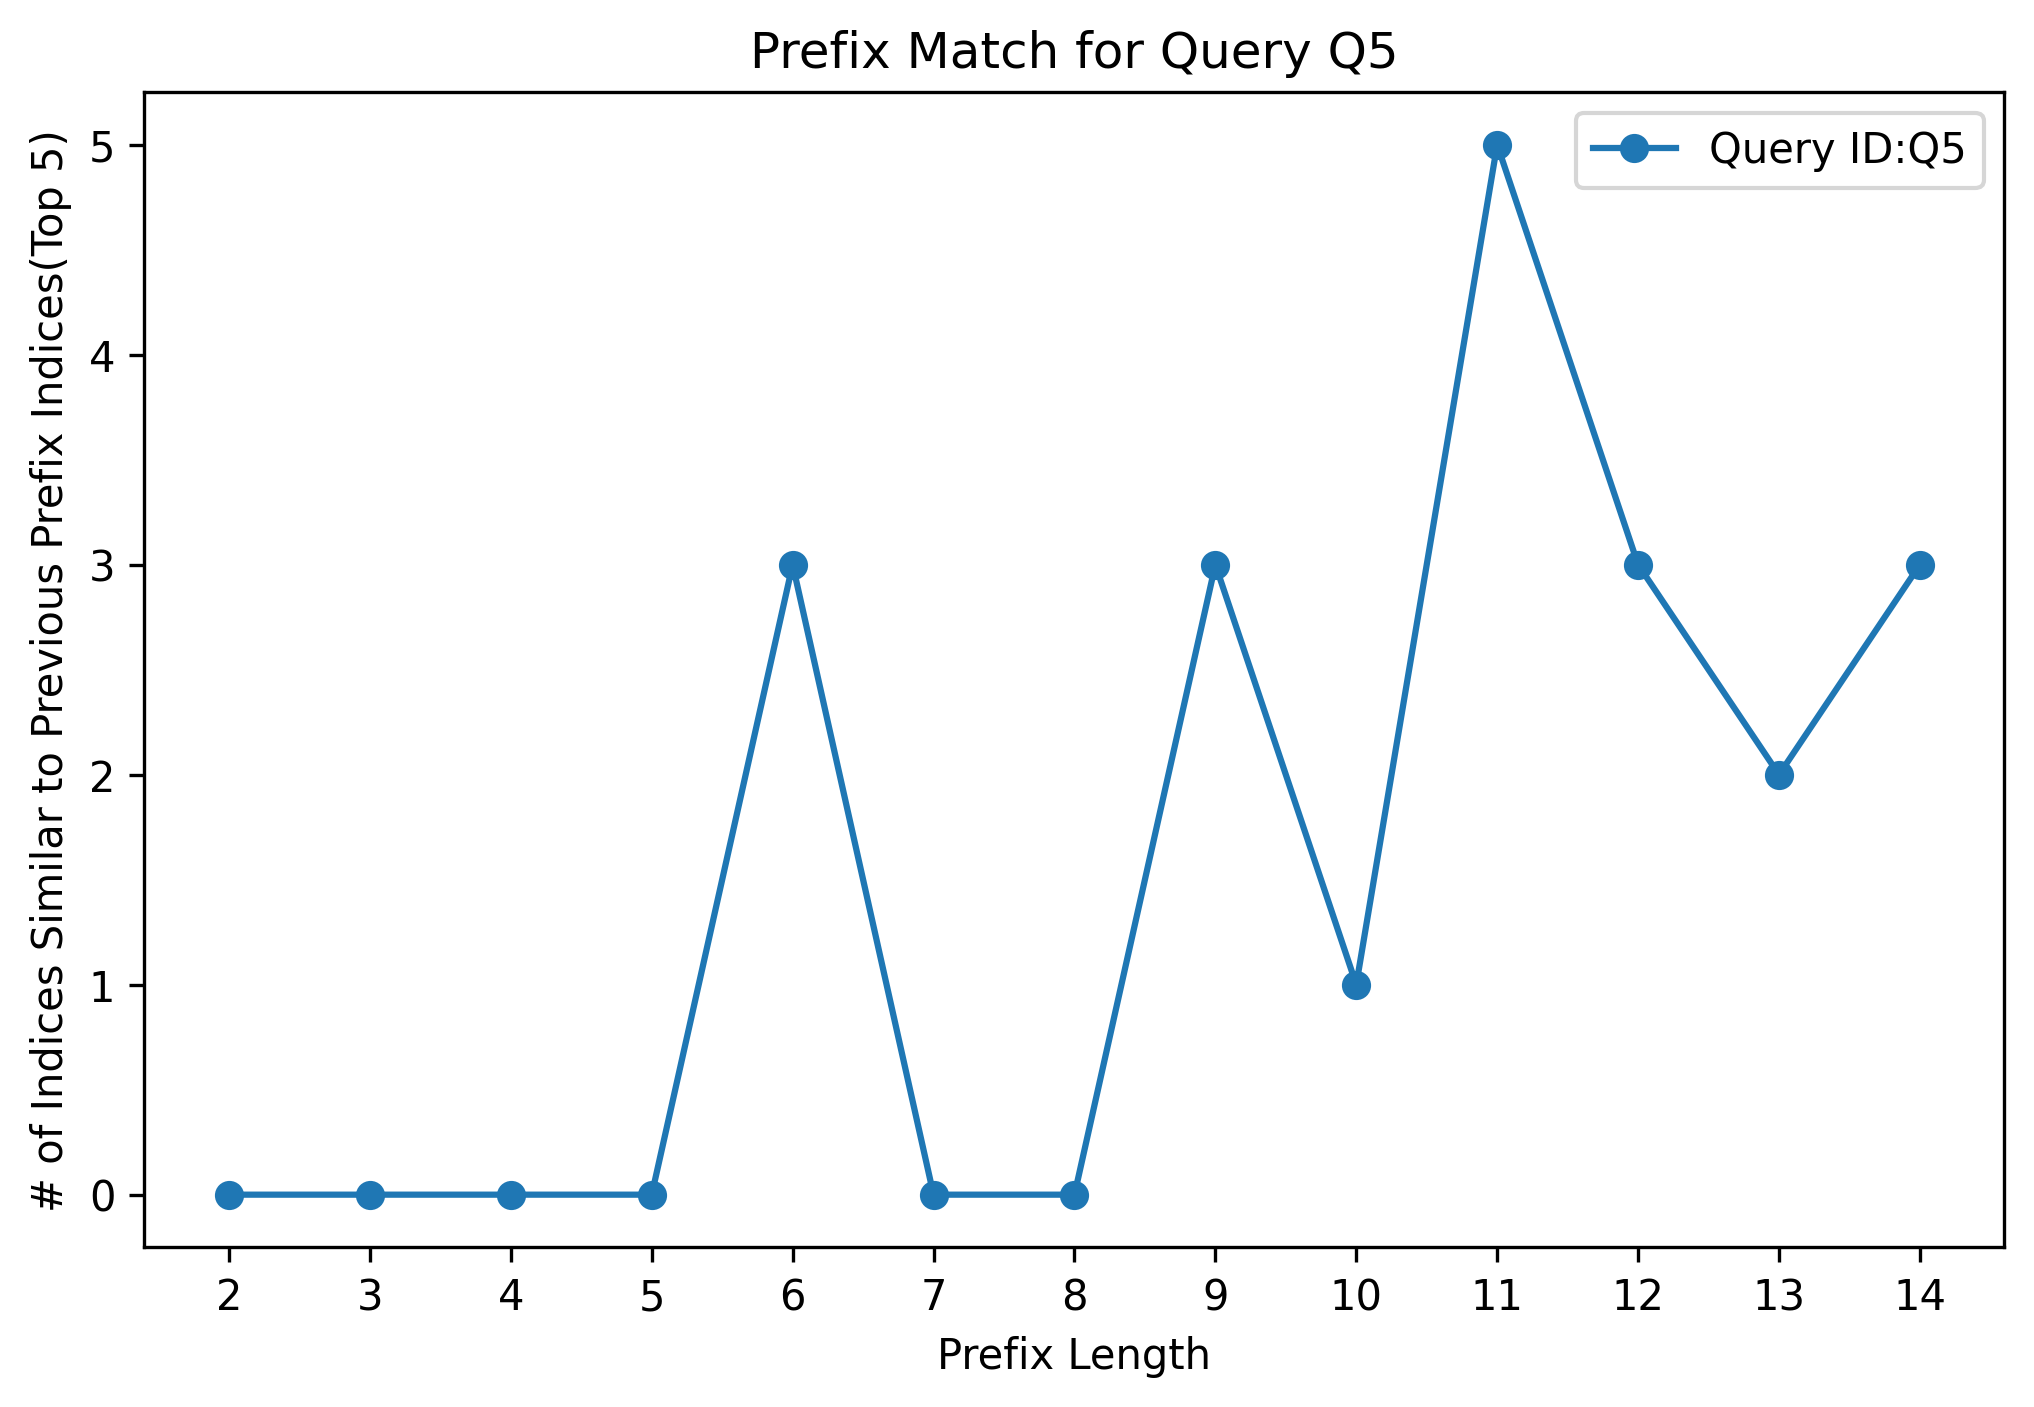 Prefix Match for Query Q5
Query ID:Q5
# of Indices Similar to Previous Prefix Indices(Top 5)
5
4
3
2
1
0
2 3 4 5 6 7 8 9 10 11 12 13 14
Prefix Length